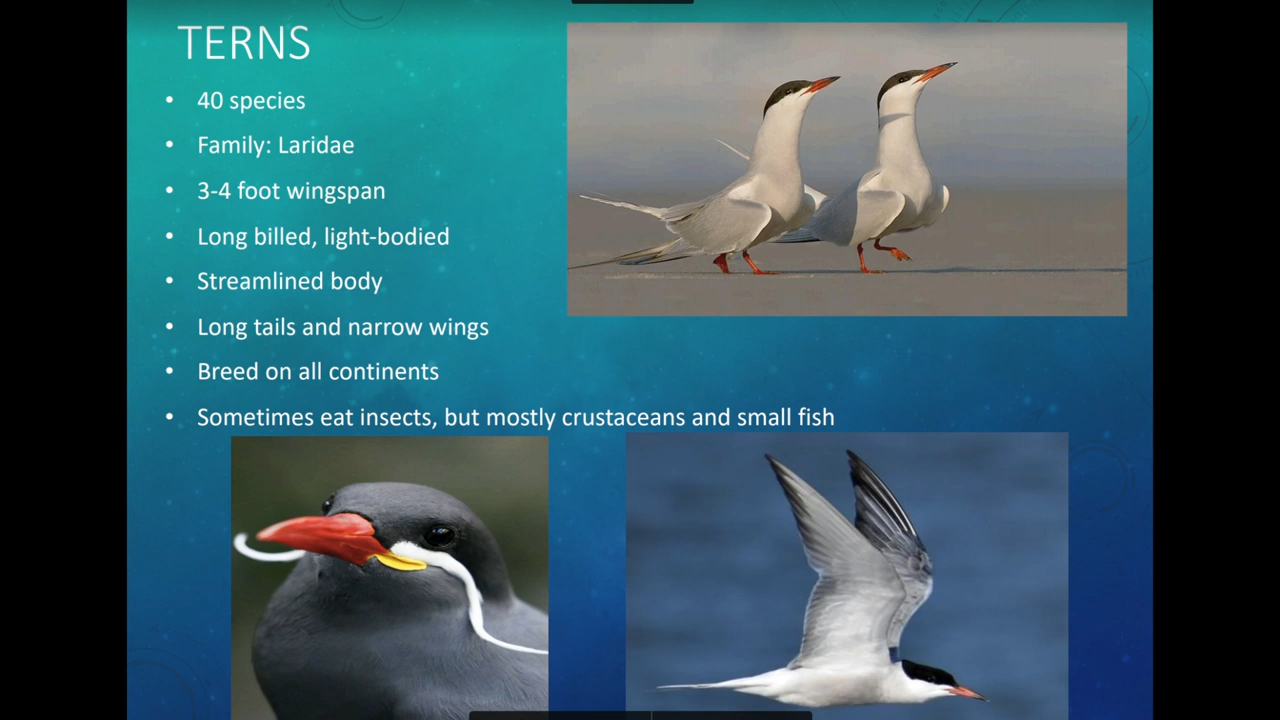 TERNS
• 40 species
• Family: Laridae
• 3-4 foot wingspan
• Long billed, light-bodied
• Streamlined body
• Long tails and narrow wings
• Breed on all continents
• Sometimes eat insects, but mostly crustaceans and small fish